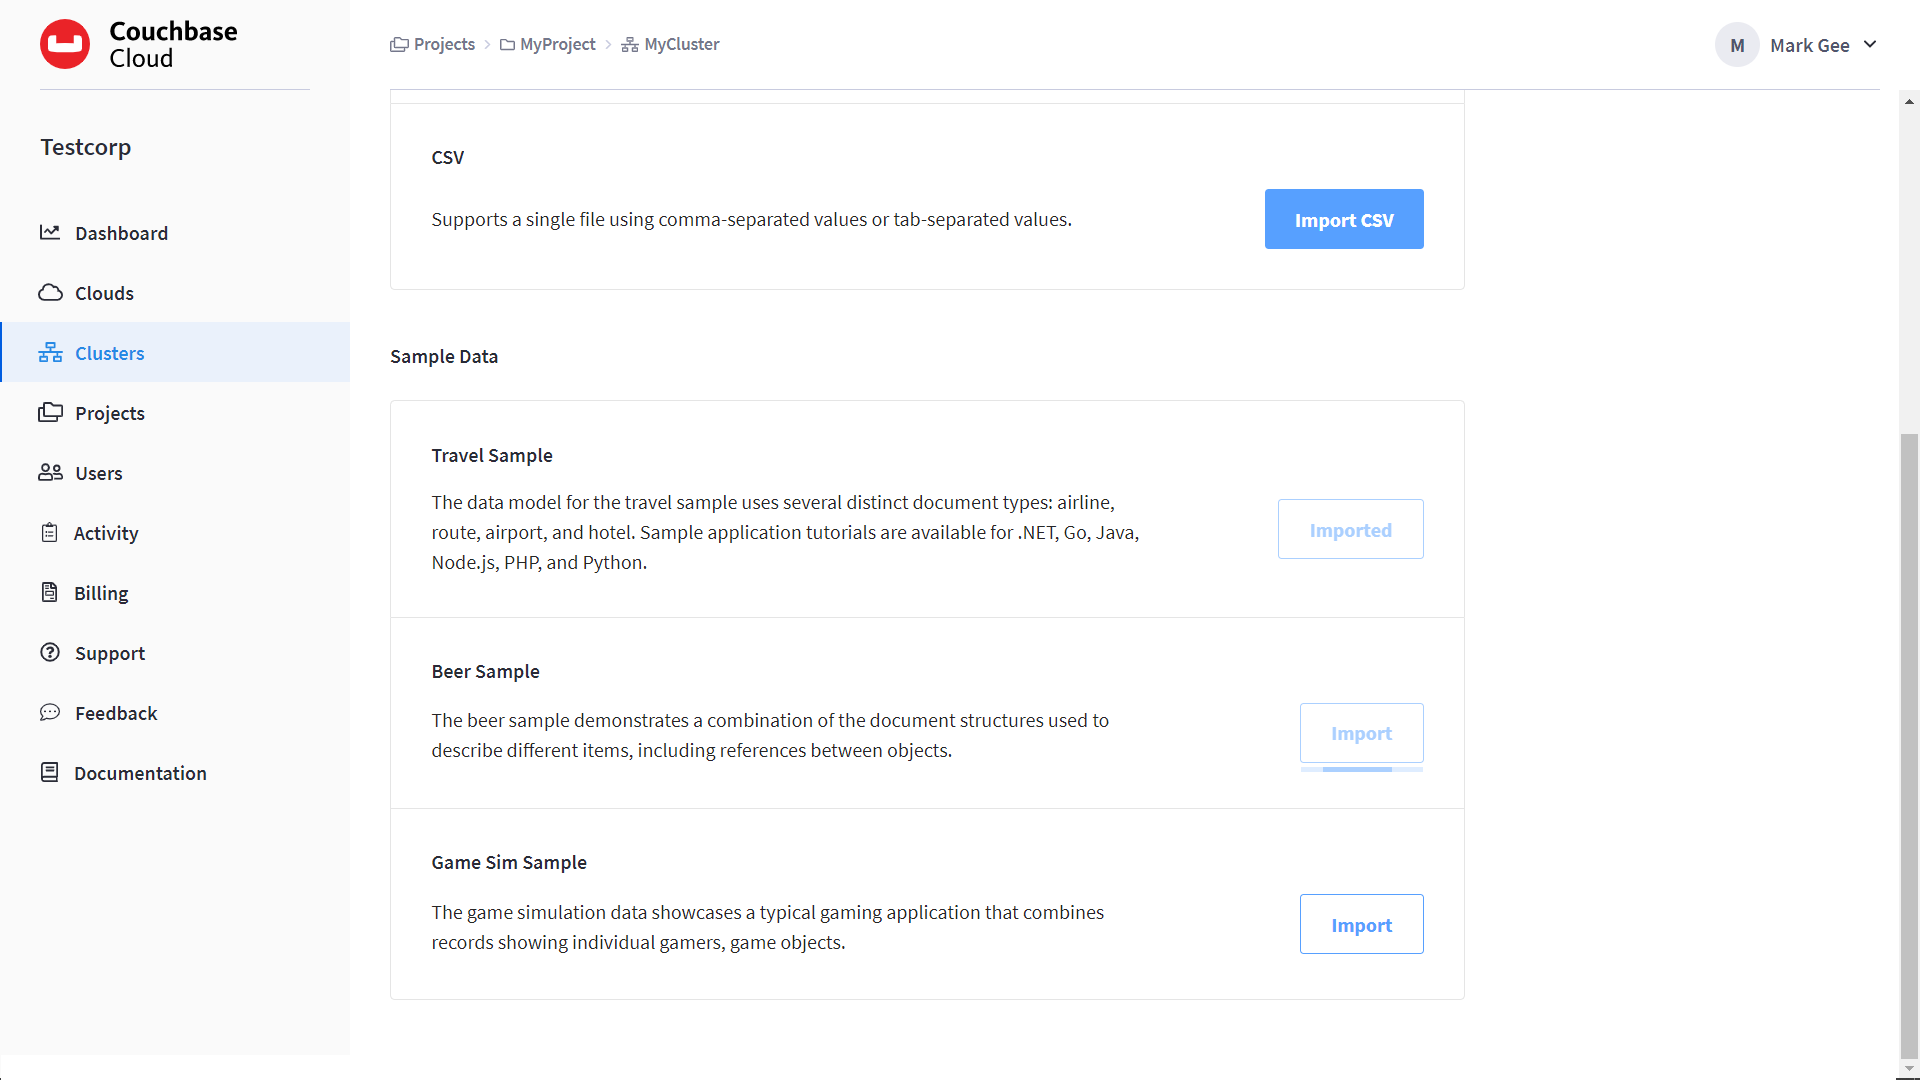 Couchbase
Cloud
Projects > MyProject > MyCluster
M Mark Gee
Testcorp
Dashboard
Clouds
Clusters
Projects
Users
Activity
Billing
Support
Feedback
Documentation
CSV
Supports a single file using comma-separated values or tab-separated values.
Import CSV
Sample Data
Travel Sample
The data model for the travel sample uses several distinct document types: airline,
route, airport, and hotel. Sample application tutorials are available for .NET, Go, Java,
Node.js, PHP, and Python.
Imported
Beer Sample
The beer sample demonstrates a combination of the document structures used to
describe different items, including references between objects.
Import
Game Sim Sample
The game simulation data showcases a typical gaming application that combines
records showing individual gamers, game objects.
Import